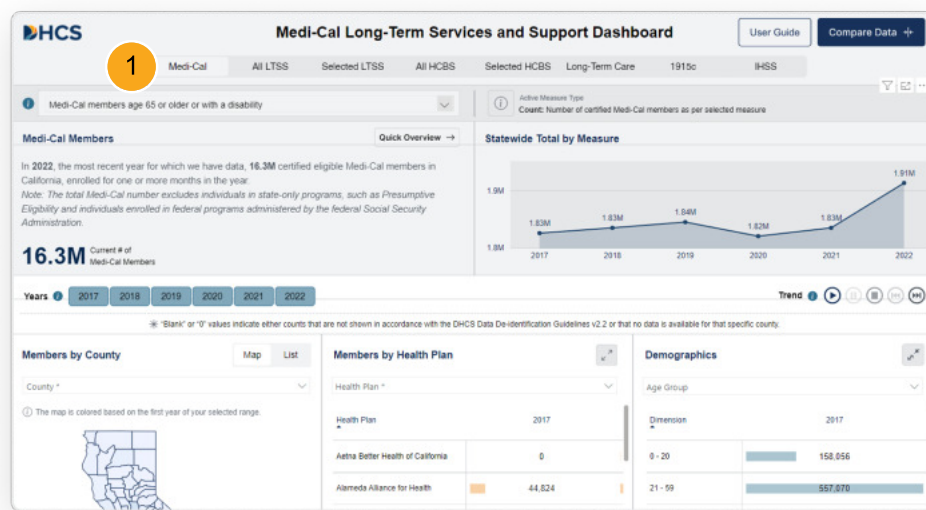 DHCS
Medi-Cal Long-Term Services and Support Dashboard
User Guide
Compare Data
1
Medi-Cal
All LTSS
Selected LTSS
All HCBS
Selected HCBS
Long-Term Care
1915c
IHSS
Medi-Cal members age 65 or older or with a disability
Active Measure Type
Count: Number of certified Medi-Cal members as per selected measure
Medi-Cal Members
Quick Overview →
In 2022, the most recent year for which we have data, 16.3M certified eligible Medi-Cal members in
California, enrolled for one or more months in the year.
Note: The total Medi-Cal number excludes individuals in state-only programs, such as Presumptive
Eligibility and individuals enrolled in federal programs administered by the federal Social Security
Administration.
16.3M
Current # of
Medi-Cal Members
Statewide Total by Measure
1.9M
1.8M
1.83M
1.83M
1.84M
1.82M
1.83M
1.91M
2017
2018
2019
2020
2021
2022
Years
2017
2018
2019
2020
2021
2022
Trend
"Blank" or "0" values indicate either counts that are not shown in accordance with the DHCS Data De-identification Guidelines v2.2 or that no data is available for that specific county.
Members by County
Map
List
County *
The map is colored based on the first year of your selected range.
Members by Health Plan
Health Plan *
Health Plan
2017
Aetna Better Health of California
0
Alameda Alliance for Health
44,824
Demographics
Age Group
Dimension
2017
0 - 20
158,056
21 - 59
557,070